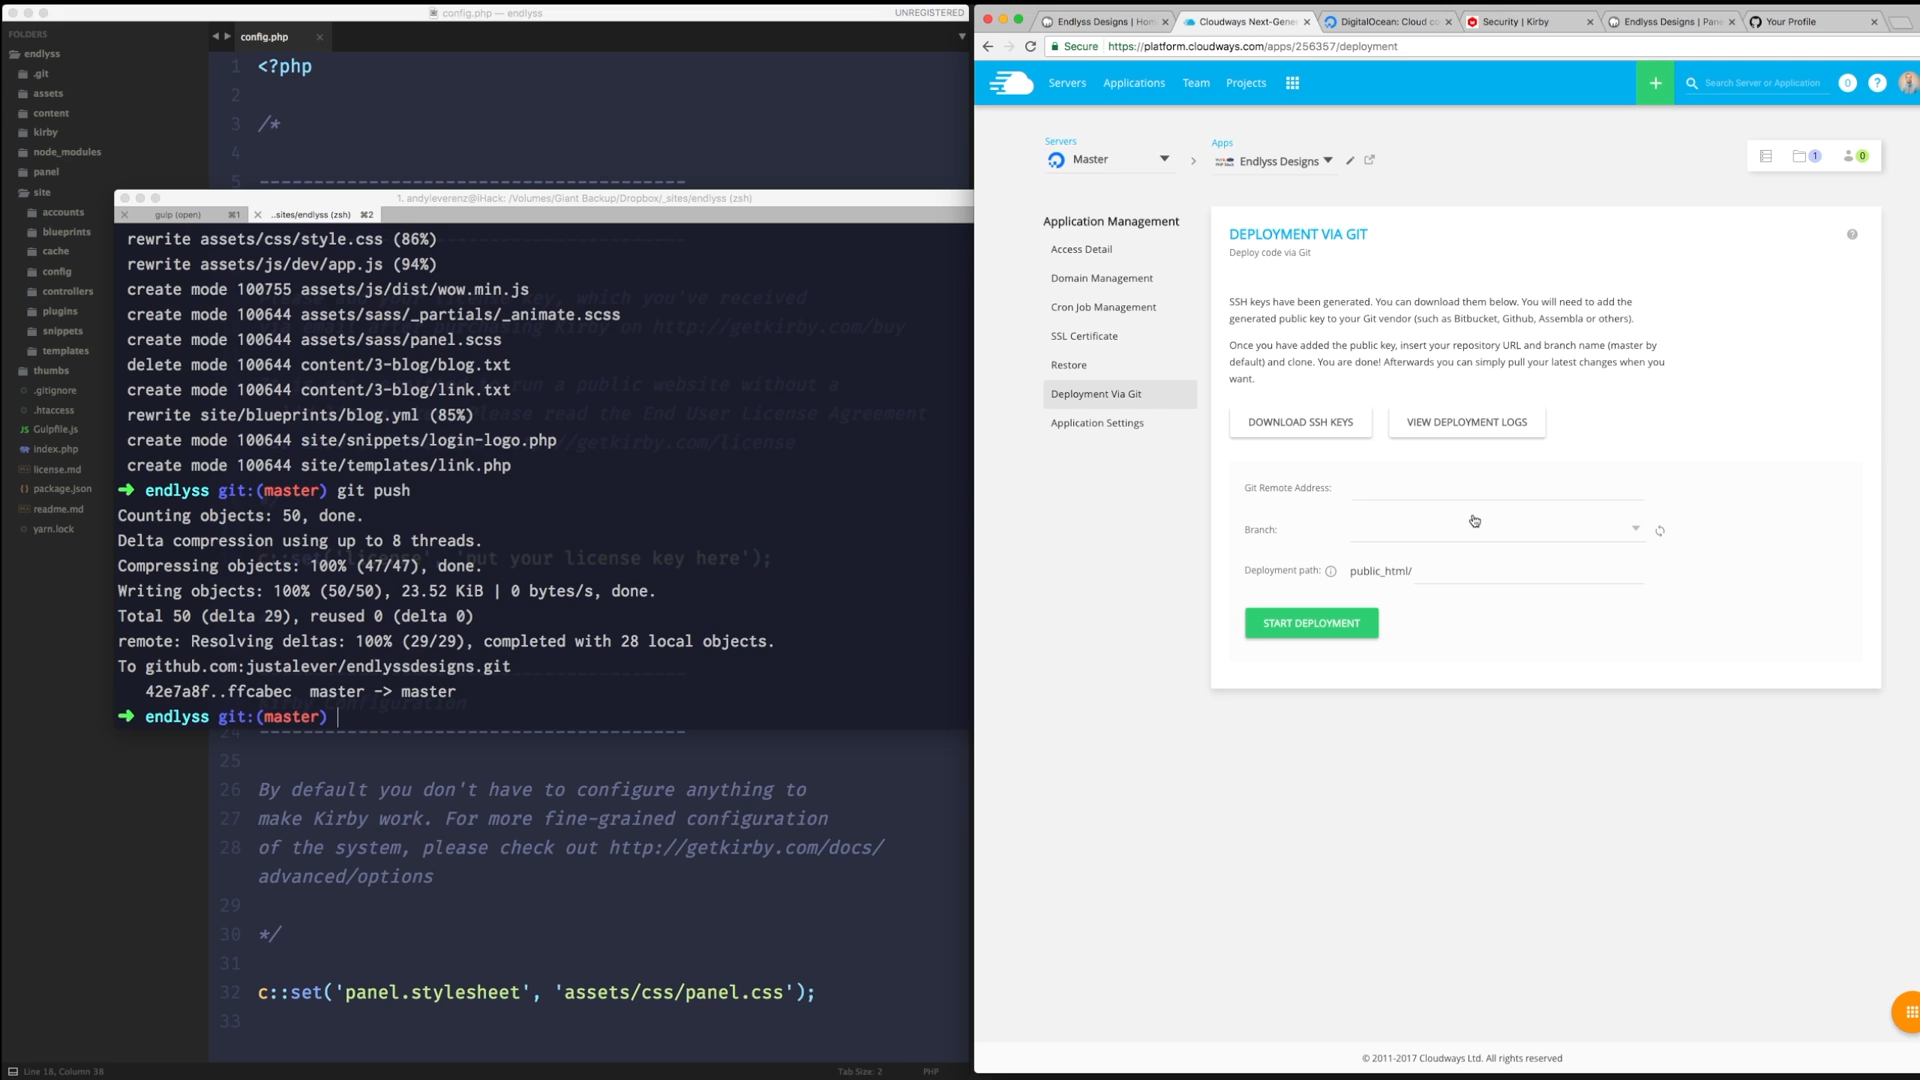 config.php — endlyss
UNREGISTERED
FOLDERS
endlyss
.git
assets
content
kirby
node_modules
panel
site
accounts
blueprints
cache
config
controllers
plugins
snippets
templates
thumbs
.gitignore
.htaccess
JS Gulpfile.js
index.php
license.md
package.json
readme.md
yarn.lock
config.php
1 <?php
2
3 /*
4
5 ---------------------------------------
1. andyleverenz@iHack: /Volumes/Giant Backup/Dropbox/_sites/endlyss (zsh)
gulp (open) ⌘1
..sites/endlyss (zsh) ⌘2
rewrite assets/css/style.css (86%)
rewrite assets/js/dev/app.js (94%)
create mode 100755 assets/js/dist/wow.min.js
create mode 100644 assets/sass/_partials/_animate.scss
create mode 100644 assets/sass/panel.scss
delete mode 100644 content/3-blog/blog.txt
create mode 100644 content/3-blog/link.txt
rewrite site/blueprints/blog.yml (85%)
create mode 100644 site/snippets/login-logo.php
create mode 100644 site/templates/link.php
➜ endlyss git:(master) git push
Counting objects: 50, done.
Delta compression using up to 8 threads.
Compressing objects: 100% (47/47), done.
Writing objects: 100% (50/50), 23.52 KiB | 0 bytes/s, done.
Total 50 (delta 29), reused 0 (delta 0)
remote: Resolving deltas: 100% (29/29), completed with 28 local objects.
To github.com:justalever/endlyssdesigns.git
42e7a8f..ffcabec master -> master
➜ endlyss git:(master)
24 ---------------------------------------
25
26 By default you don't have to configure anything to
27 make Kirby work. For more fine-grained configuration
28 of the system, please check out http://getkirby.com/docs/
advanced/options
29
30 */
31
32 c::set('panel.stylesheet', 'assets/css/panel.css');
33
Line 18, Column 38
Tab Size: 2
PHP
Endlyss Designs | Hom
Cloudways Next-Gene
DigitalOcean: Cloud co
Security | Kirby
Endlyss Designs | Pane
Your Profile
Secure https://platform.cloudways.com/apps/256357/deployment
Servers
Applications
Team
Projects
+
Search Server or Application
0
?
Servers
Master
Apps
Endlyss Designs
1
0
Application Management
Access Detail
Domain Management
Cron Job Management
SSL Certificate
Restore
Deployment Via Git
Application Settings
DEPLOYMENT VIA GIT
Deploy code via Git
SSH keys have been generated. You can download them below. You will need to add the
generated public key to your Git vendor (such as Bitbucket, Github, Assembla or others).
Once you have added the public key, insert your repository URL and branch name (master by
default) and clone. You are done! Afterwards you can simply pull your latest changes when you
want.
DOWNLOAD SSH KEYS
VIEW DEPLOYMENT LOGS
Git Remote Address:
Branch:
Deployment path: public_html/
START DEPLOYMENT
© 2011-2017 Cloudways Ltd. All rights reserved